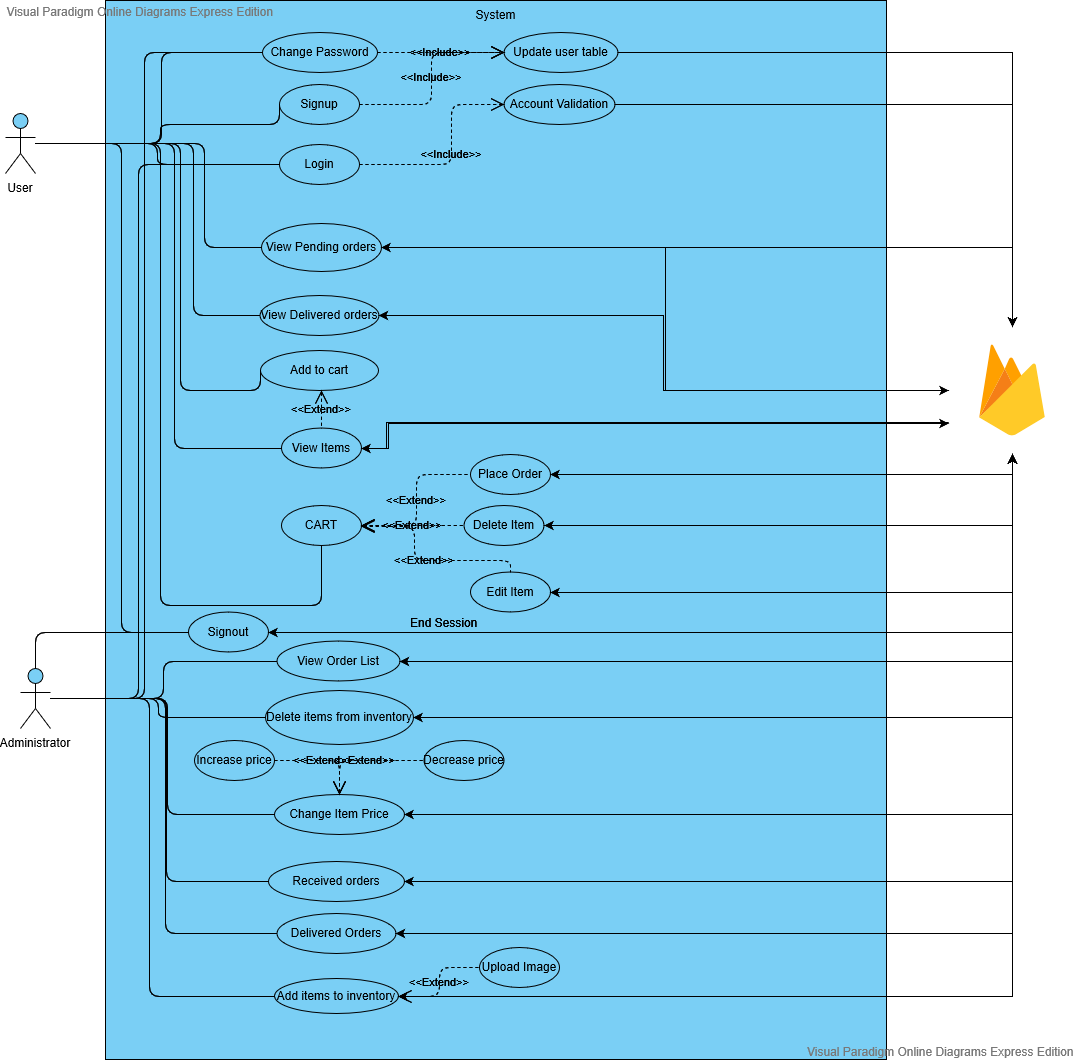 Visual Paradigm Online Diagrams Express Edition
System
Change Password
<<Include>>
Update user table
<<Include>>
Signup
Account Validation
<<Include>>
Login
User
View Pending orders
View Delivered orders
Add to cart
<<Extend>>
View Items
Place Order
<<Extend>>
CART
<<Extend>>
Delete Item
<<Extend>>
Edit Item
End Session
Signout
View Order List
Delete items from inventory
Administrator
Increase price
<<Extend>>
<<Extend>>
Decrease price
Change Item Price
Received orders
Delivered Orders
Upload Image
<<Extend>>
Add items to inventory
Visual Paradigm Online Diagrams Express Edition